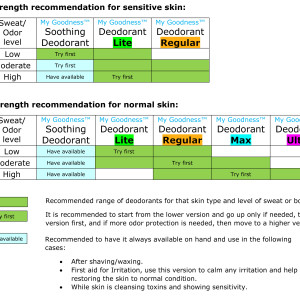 trength recommendation for sensitive skin:
Sweat/ Odor level My Goodness™ Soothing Deodorant My Goodness™ Deodorant Lite My Goodness™ Deodorant Regular
Low Try first
oderate Try first
High Have available Try first
trength recommendation for normal skin:
Sweat/ Odor level My Goodness™ Soothing Deodorant My Goodness™ Deodorant Lite My Goodness™ Deodorant Regular My Goodness™ Deodorant Max My Good Deodo Ult
Low Have available Try first
oderate Have available Try first
High Have available Try first
Recommended range of deodorants for that skin type and level of sweat or bo
ry first
It is recommended to start from the lower version and go up only if needed, t
version first, and if more odor protection is needed, then move to a higher ve
available
Recommended to have it always available on hand and use in the following
cases:
• After shaving/waxing.
• First aid for Irritation, use this version to calm any irritation and help
restoring the skin to normal condition.
• While skin is cleansing toxins and showing sensitivity.